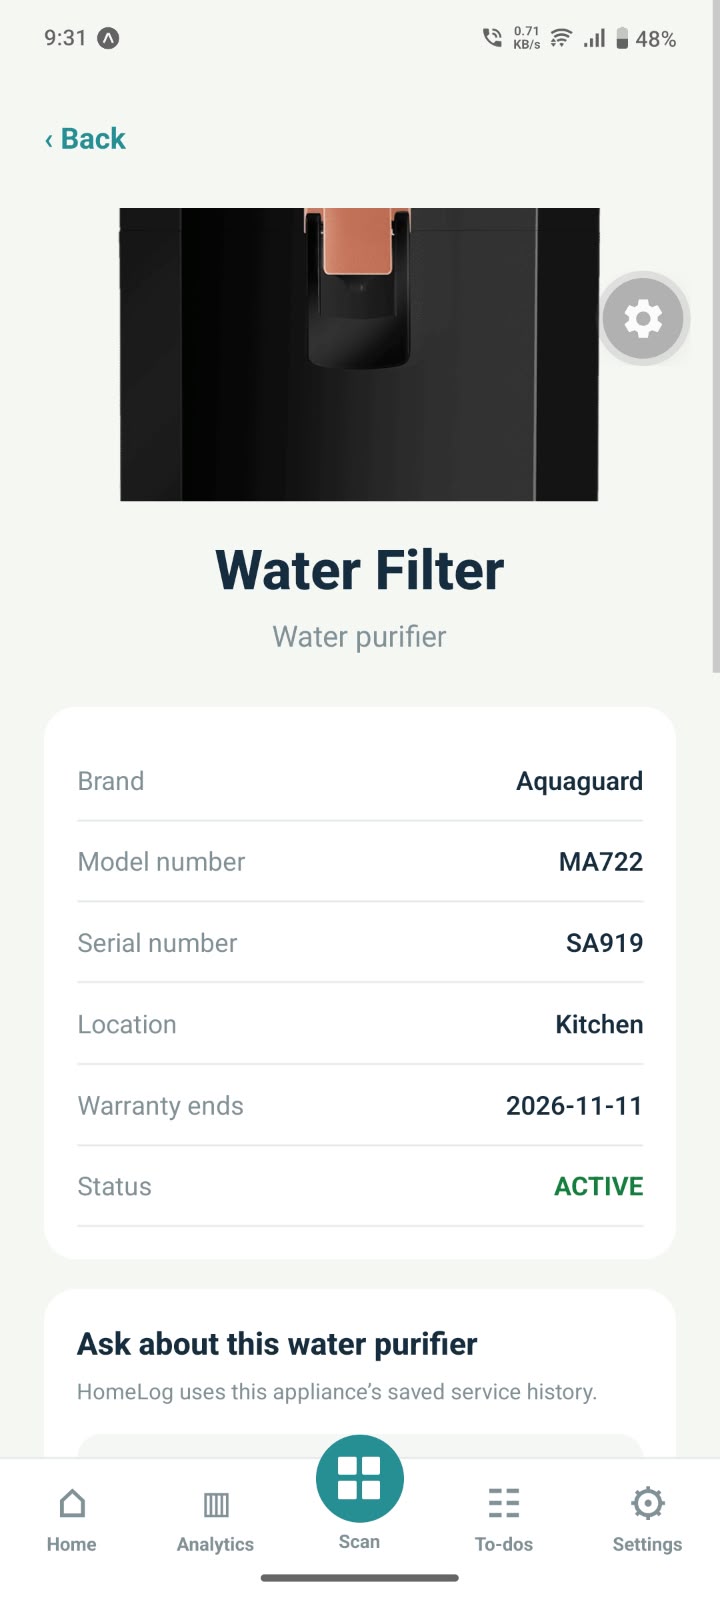 9:31
0.71
KB/s
48%
‹ Back
Water Filter
Water purifier
Brand Aquaguard
Model number MA722
Serial number SA919
Location Kitchen
Warranty ends 2026-11-11
Status ACTIVE
Ask about this water purifier
HomeLog uses this appliance’s saved service history.
Home Analytics Scan To-dos Settings